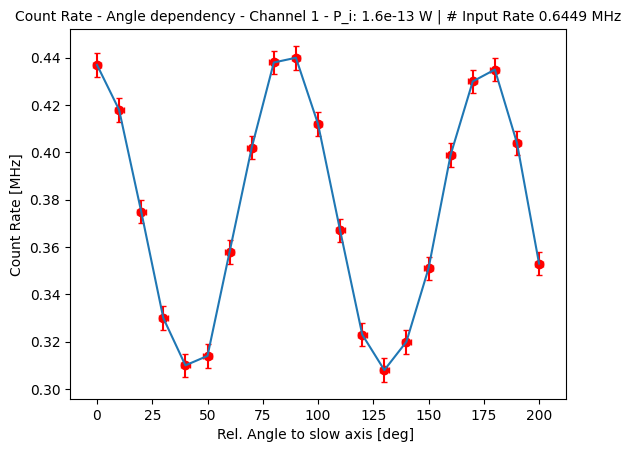 Count Rate - Angle dependency - Channel 1 - P_i: 1.6e-13 W | # Input Rate 0.6449 MHz
0.44
0.42
0.40
0.38
0.36
0.34
0.32
0.30
Count Rate [MHz]
0 25 50 75 100 125 150 175 200
Rel. Angle to slow axis [deg]